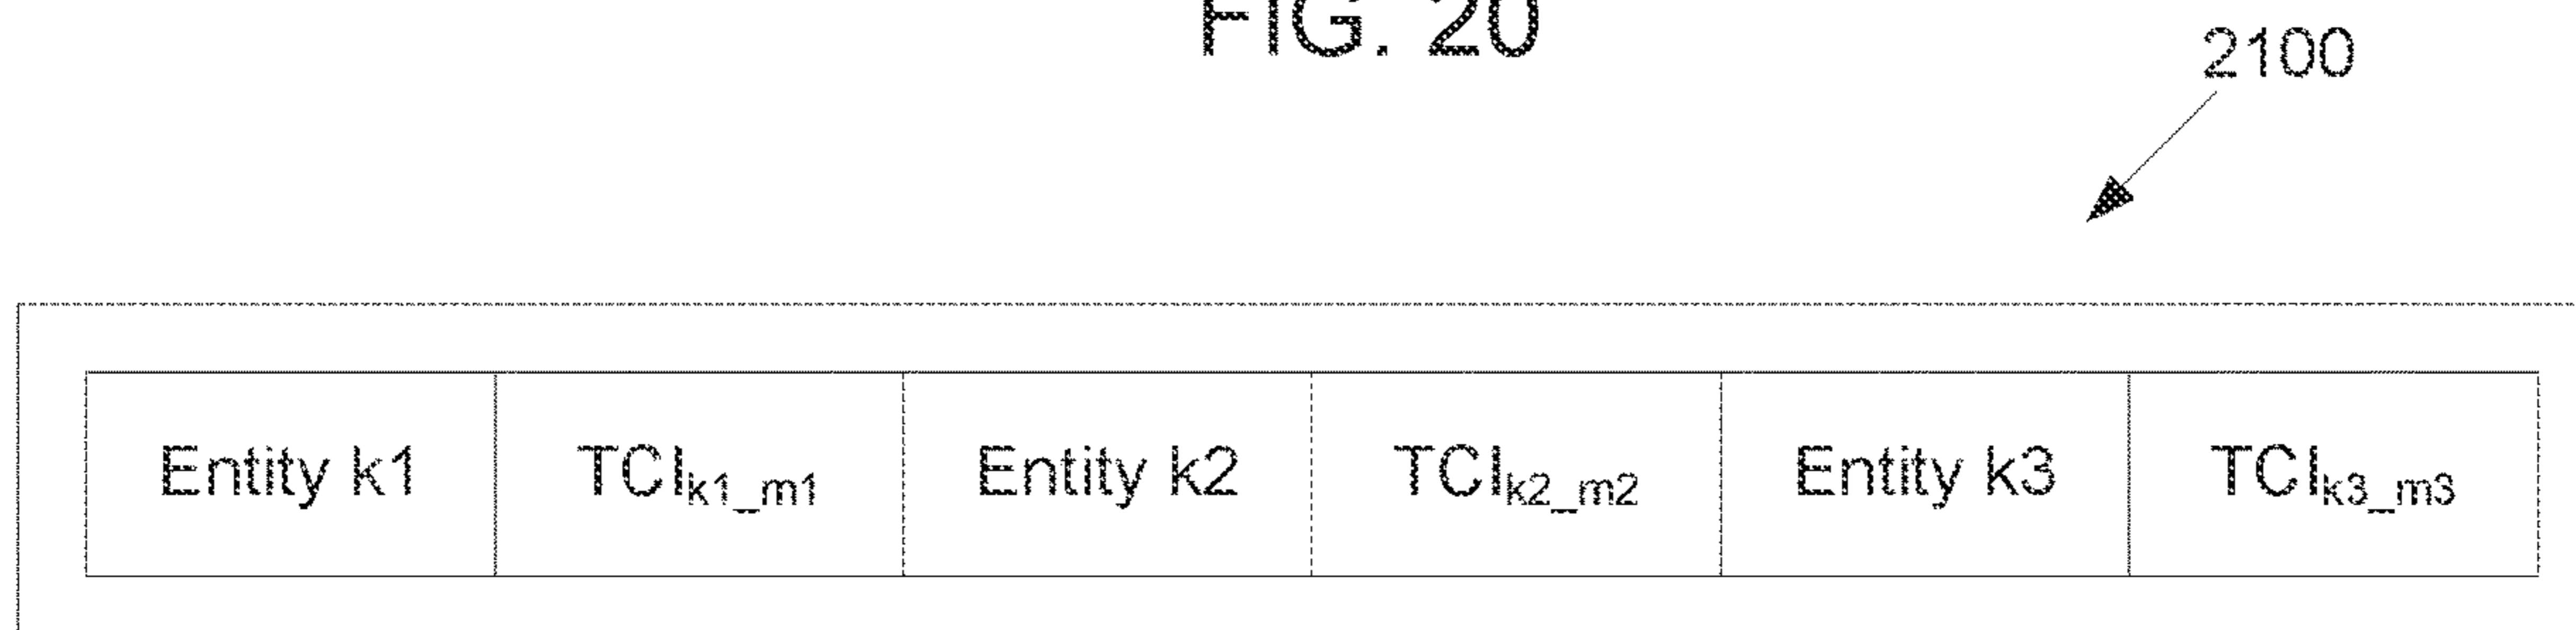 FIG. 20
2100
Entity k1 TCIk1_m1 Entity k2 TCIk2_m2 Entity k3 TCIk3_m3